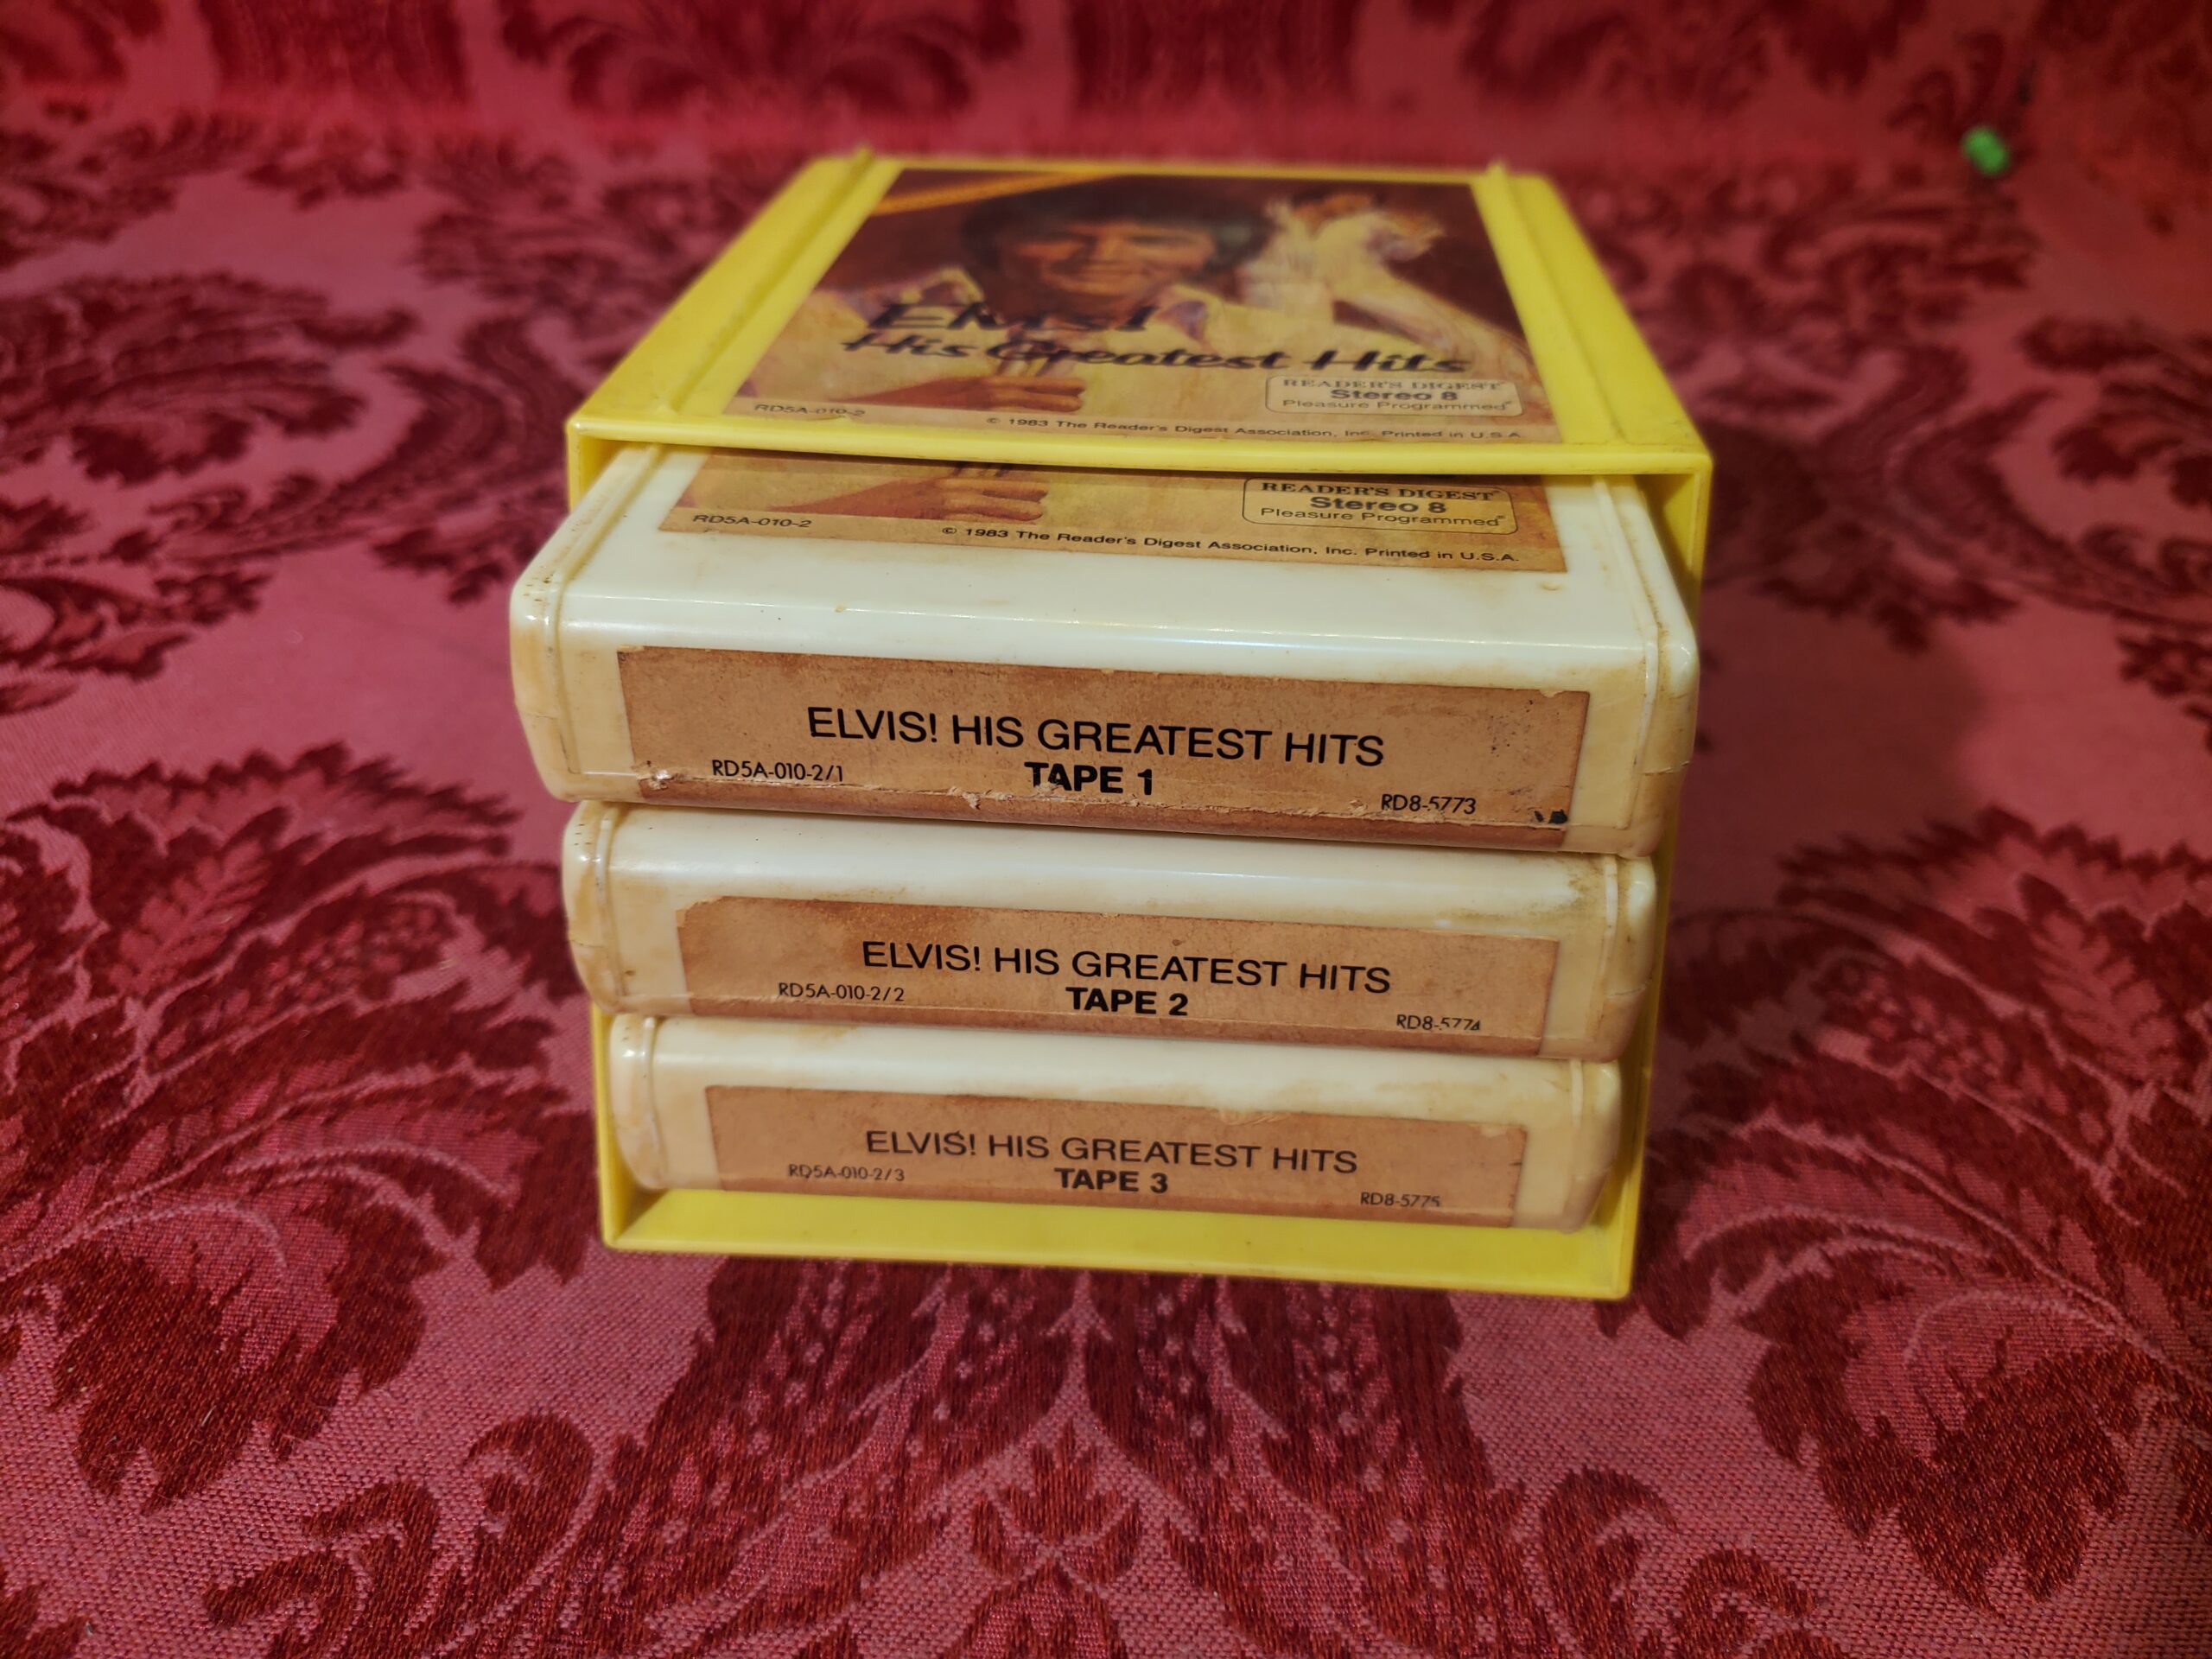 Elvis!
His Greatest Hits
READER'S DIGEST
Stereo 8
Pleasure Programmed
RD5A-010-2
© 1983 The Reader's Digest Association, Inc. Printed in U.S.A.
READER'S DIGEST
Stereo 8
Pleasure Programmed
RD5A-010-2
© 1983 The Reader's Digest Association, Inc. Printed in U.S.A.
ELVIS! HIS GREATEST HITS
RD5A-010-2/1 TAPE 1 RD8-5773
ELVIS! HIS GREATEST HITS
RD5A-010-2/2 TAPE 2 RD8-5774
ELVIS! HIS GREATEST HITS
RD5A-010-2/3 TAPE 3 RD8-5775